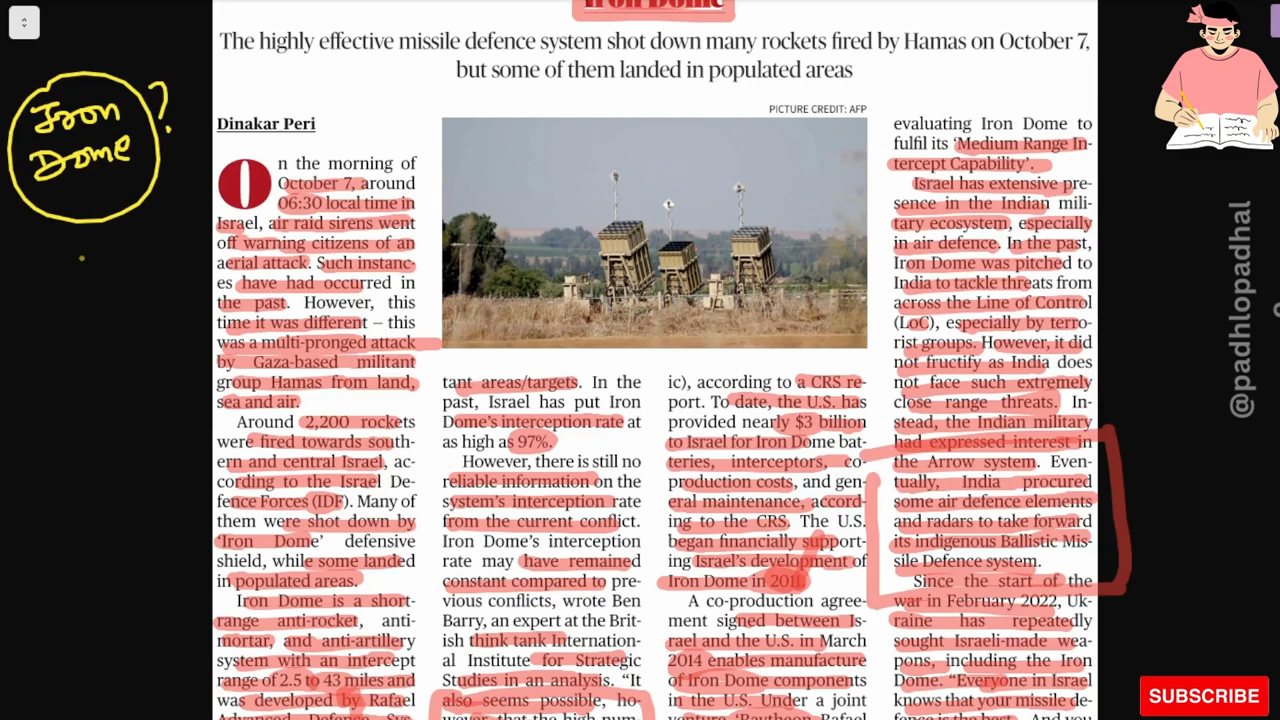 Iron Dome
The highly effective missile defence system shot down many rockets fired by Hamas on October 7,
but some of them landed in populated areas
Iron
Dome ?
PICTURE CREDIT: AFP
Dinakar Peri
On the morning of
October 7, around
06:30 local time in
Israel, air raid sirens went
off warning citizens of an
aerial attack. Such instanc-
es have had occurred in
the past. However, this
time it was different – this
was a multi-pronged attack
by Gaza-based militant
group Hamas from land,
sea and air.
Around 2,200 rockets
were fired towards south-
ern and central Israel, ac-
cording to the Israel De-
fence Forces (IDF). Many of
them were shot down by
'Iron Dome' defensive
shield, while some landed
in populated areas.
Iron Dome is a short-
range anti-rocket, anti-
mortar, and anti-artillery
system with an intercept
range of 2.5 to 43 miles and
was developed by Rafael
Advanced Defence Sys-
tant areas/targets. In the
past, Israel has put Iron
Dome's interception rate at
as high as 97%.
However, there is still no
reliable information on the
system's interception rate
from the current conflict.
Iron Dome's interception
rate may have remained
constant compared to pre-
vious conflicts, wrote Ben
Barry, an expert at the Brit-
ish think tank Internation-
al Institute for Strategic
Studies in an analysis. "It
also seems possible, ho-
wever, that the high num-
ic), according to a CRS re-
port. To date, the U.S. has
provided nearly $3 billion
to Israel for Iron Dome bat-
teries, interceptors, co-
production costs, and gen-
eral maintenance, accord-
ing to the CRS. The U.S.
began financially support-
ing Israel's development of
Iron Dome in 2011.
A co-production agree-
ment signed between Is-
rael and the U.S. in March
2014 enables manufacture
of Iron Dome components
in the U.S. Under a joint
venture, 'Raytheon Rafael
evaluating Iron Dome to
fulfil its 'Medium Range In-
tercept Capability'.
Israel has extensive pre-
sence in the Indian mili-
tary ecosystem, especially
in air defence. In the past,
Iron Dome was pitched to
India to tackle threats from
across the Line of Control
(LoC), especially by terro-
rist groups. However, it did
not fructify as India does
not face such extremely
close range threats. In-
stead, the Indian military
had expressed interest in
the Arrow system. Even-
tually, India procured
some air defence elements
and radars to take forward
its indigenous Ballistic Mis-
sile Defence system.
Since the start of the
war in February 2022, Uk-
raine has repeatedly
sought Israeli-made wea-
pons, including the Iron
Dome. "Everyone in Israel
knows that your missile de-
fence is the best. And you
@padhlopadhal
SUBSCRIBE